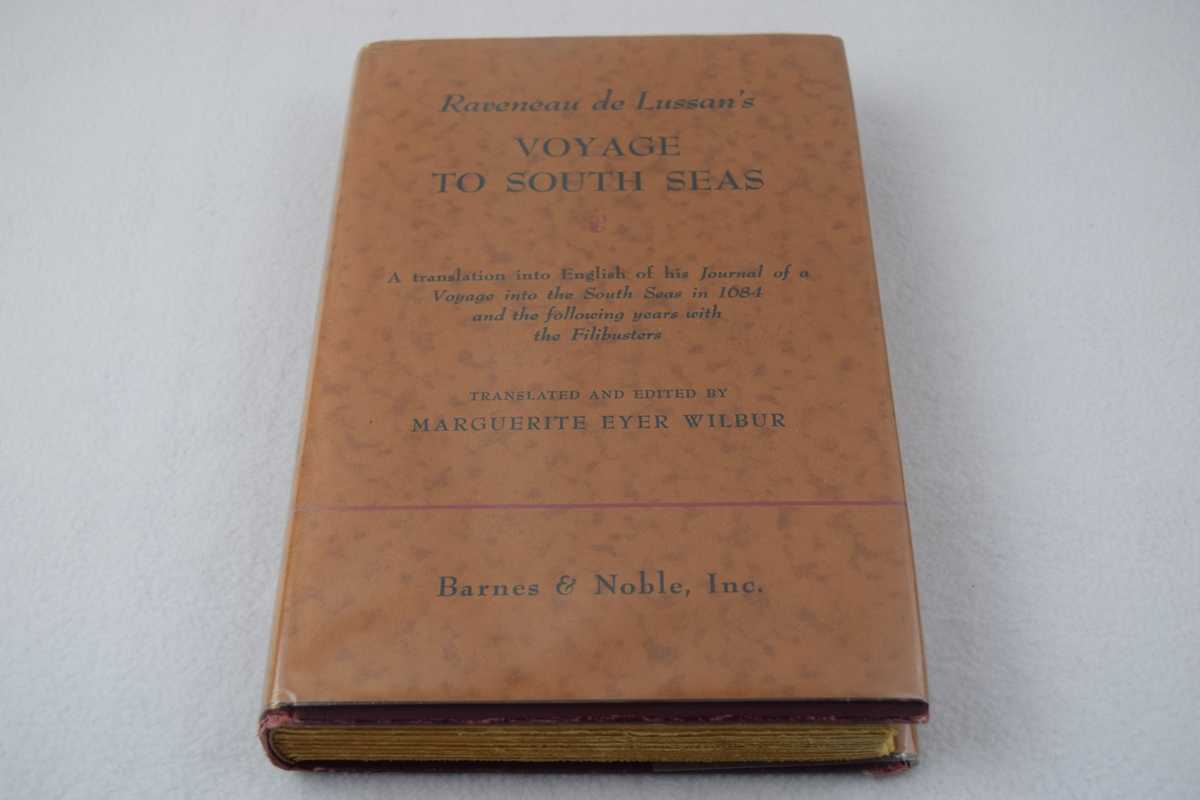 Raveneau de Lussan's
VOYAGE
TO SOUTH SEAS
A translation into English of his Journal of a
Voyage into the South Seas in 1684
and the following years with
the Filibusters
TRANSLATED AND EDITED BY
MARGUERITE EYER WILBUR
Barnes & Noble, Inc.